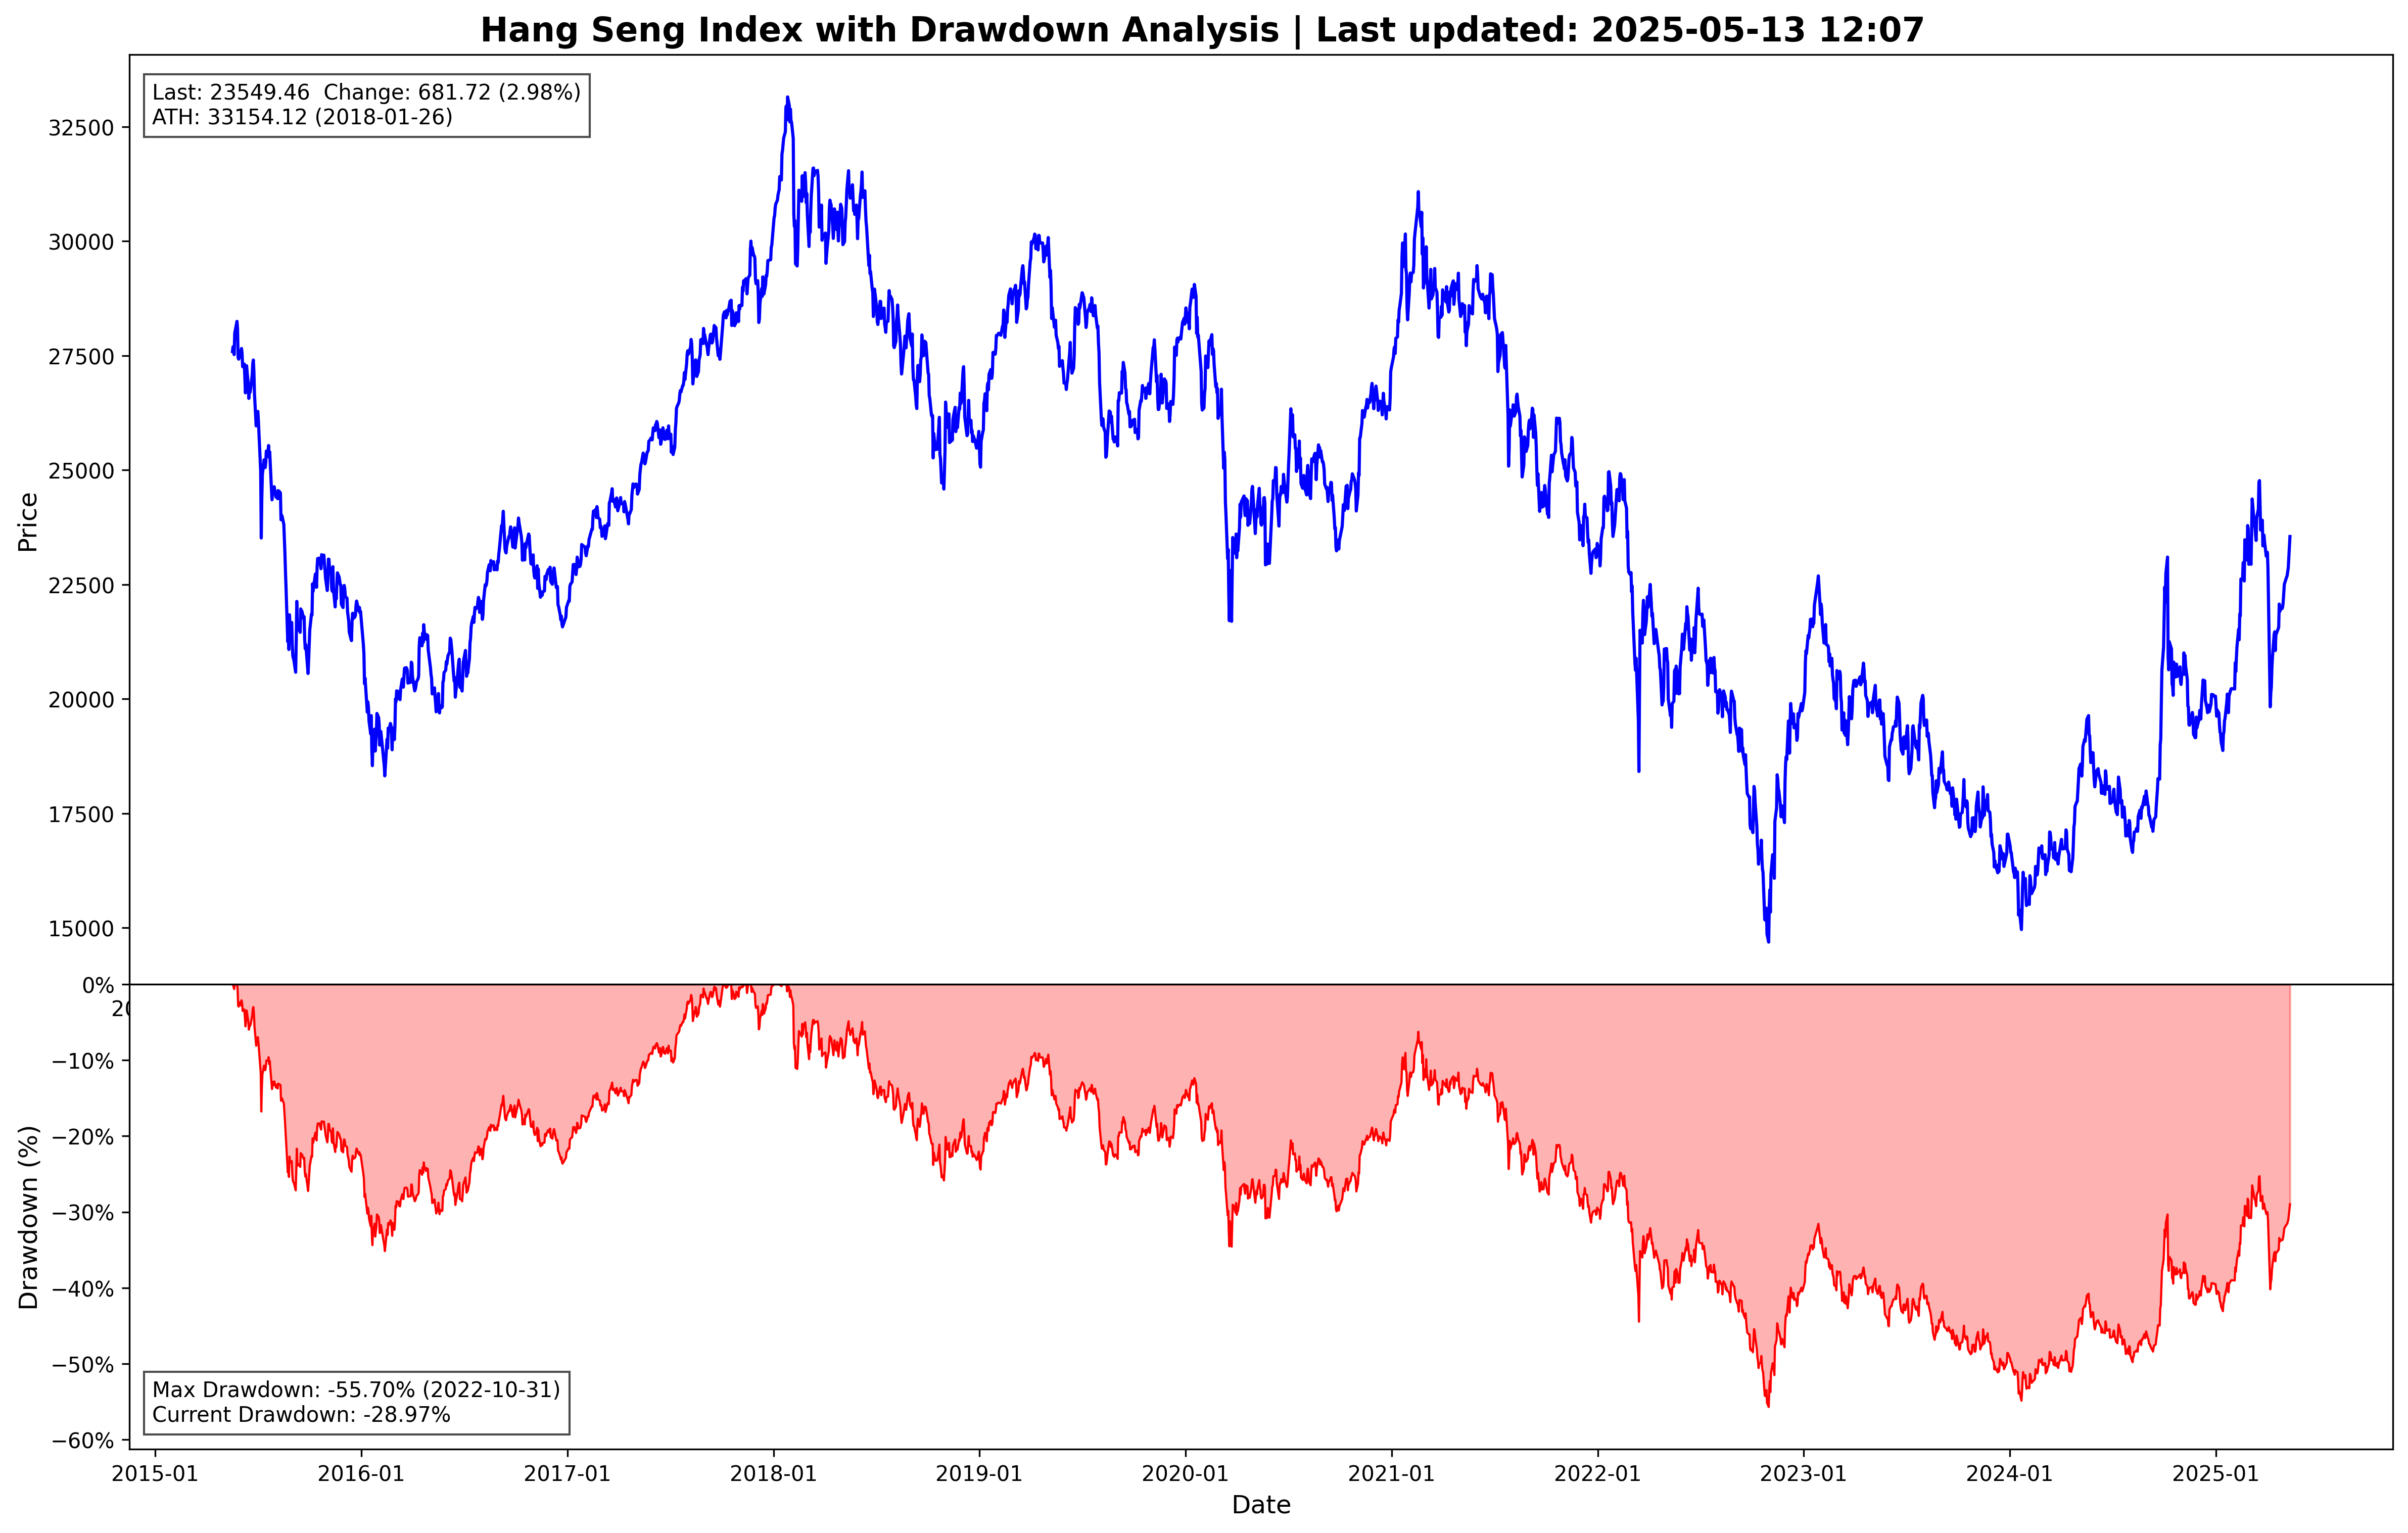 Hang Seng Index with Drawdown Analysis | Last updated: 2025-05-13 12:07
Last: 23549.46  Change: 681.72 (2.98%)
ATH: 33154.12 (2018-01-26)
Price
32500
30000
27500
25000
22500
20000
17500
15000
0%
20
−10%
−20%
−30%
−40%
−50%
−60%
Drawdown (%)
Max Drawdown: -55.70% (2022-10-31)
Current Drawdown: -28.97%
2015-01 2016-01 2017-01 2018-01 2019-01 2020-01 2021-01 2022-01 2023-01 2024-01 2025-01
Date